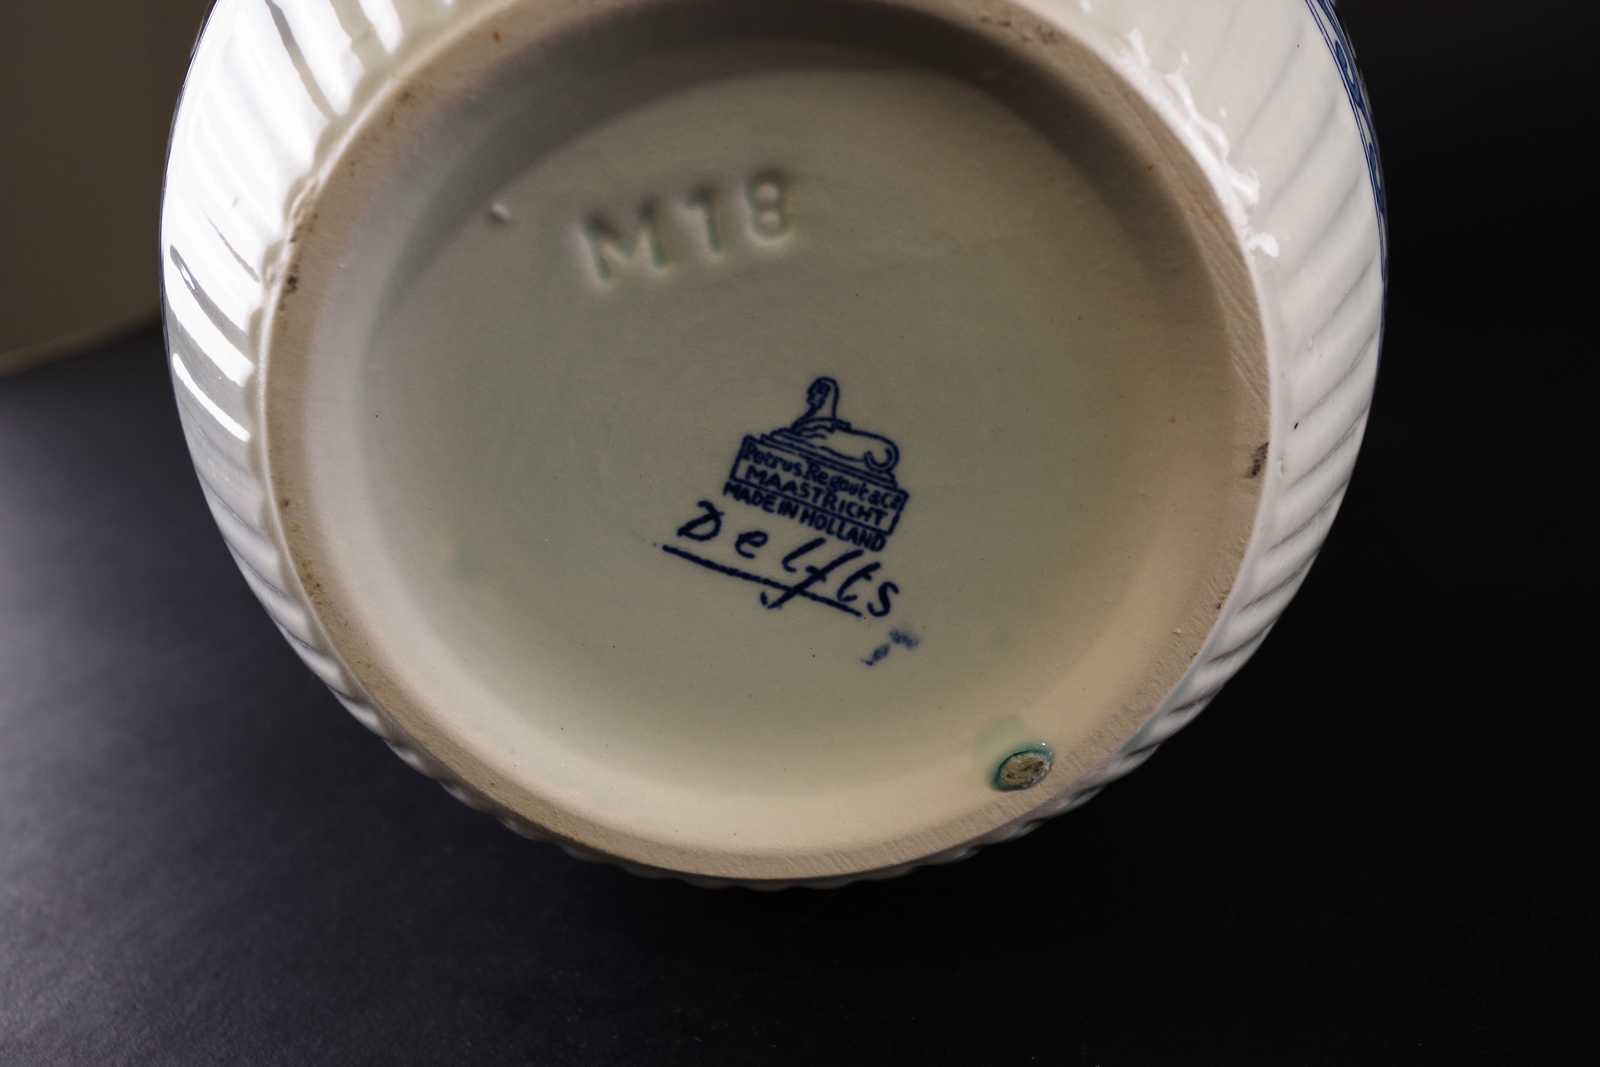 M18
Petrus Regout & Co
MAASTRICHT
MADE IN HOLLAND
Delfts